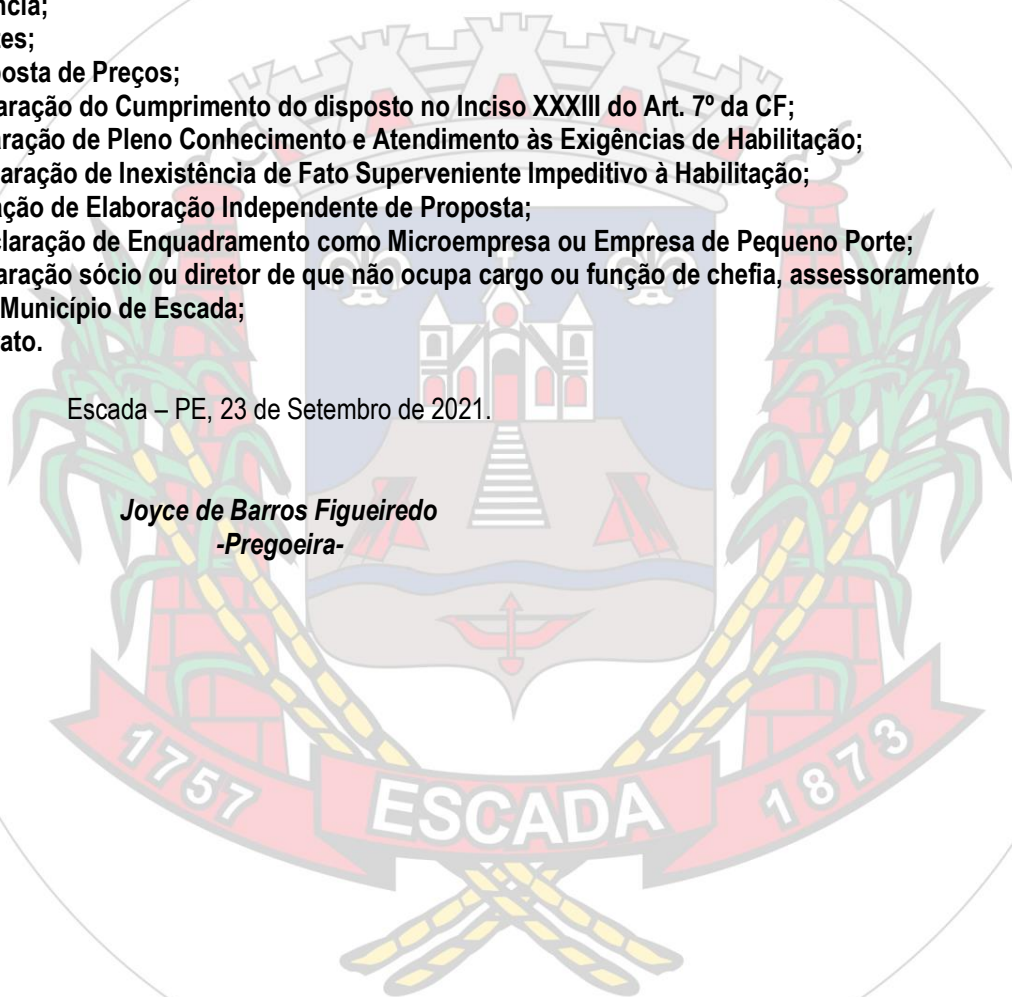 ncia;
tes;
osta de Preços;
aração do Cumprimento do disposto no Inciso XXXIII do Art. 7º da CF;
aração de Pleno Conhecimento e Atendimento às Exigências de Habilitação;
aração de Inexistência de Fato Superveniente Impeditivo à Habilitação;
ação de Elaboração Independente de Proposta;
claração de Enquadramento como Microempresa ou Empresa de Pequeno Porte;
aração sócio ou diretor de que não ocupa cargo ou função de chefia, assessoramento
Município de Escada;
ato.
Escada – PE, 23 de Setembro de 2021.
Joyce de Barros Figueiredo
-Pregoeira-
1757 ESCADA 1873